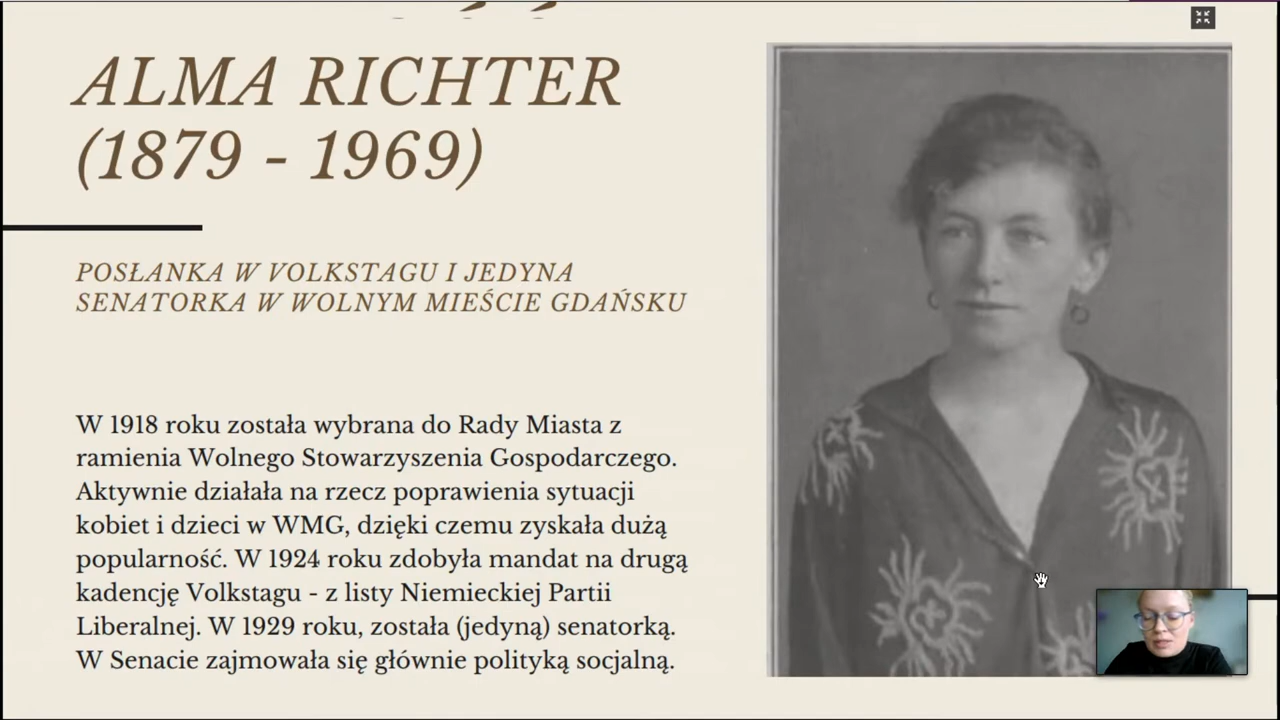 ALMA RICHTER
(1879 - 1969)
POSŁANKA W VOLKSTAGU I JEDYNA
SENATORKA W WOLNYM MIEŚCIE GDAŃSKU
W 1918 roku została wybrana do Rady Miasta z
ramienia Wolnego Stowarzyszenia Gospodarczego.
Aktywnie działała na rzecz poprawienia sytuacji
kobiet i dzieci w WMG, dzięki czemu zyskała dużą
popularność. W 1924 roku zdobyła mandat na drugą
kadencję Volkstagu - z listy Niemieckiej Partii
Liberalnej. W 1929 roku, została (jedyną) senatorką.
W Senacie zajmowała się głównie polityką socjalną.